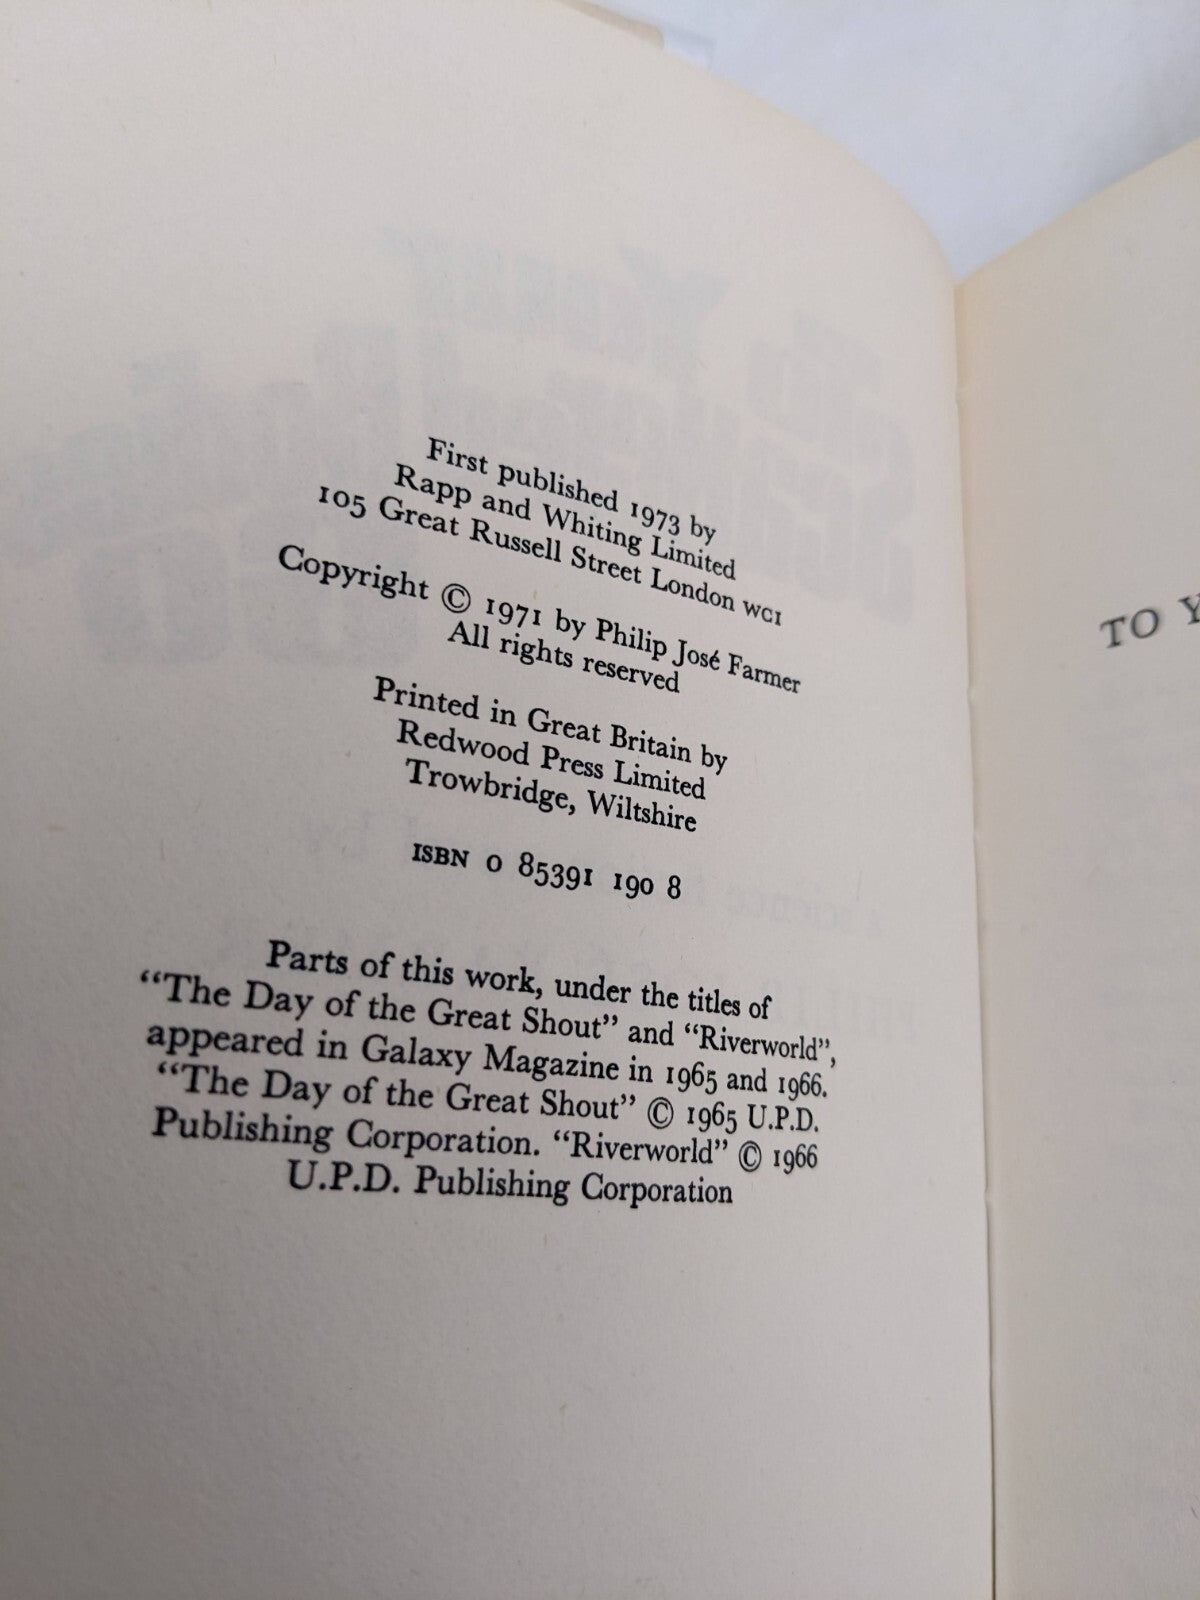 First published 1973 by
Rapp and Whiting Limited
105 Great Russell Street London WC1
Copyright © 1971 by Philip José Farmer
All rights reserved
Printed in Great Britain by
Redwood Press Limited
Trowbridge, Wiltshire
ISBN 0 85391 190 8
Parts of this work, under the titles of
“The Day of the Great Shout” and “Riverworld”,
appeared in Galaxy Magazine in 1965 and 1966.
“The Day of the Great Shout” © 1965 U.P.D.
Publishing Corporation. “Riverworld” © 1966
U.P.D. Publishing Corporation
TO